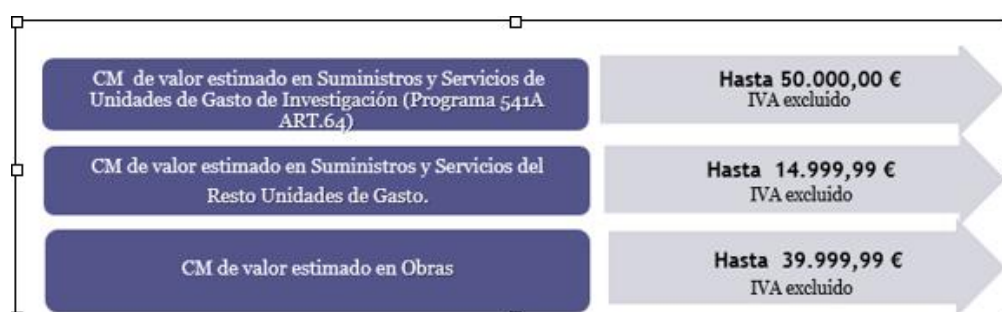 CM de valor estimado en Suministros y Servicios de
Unidades de Gasto de Investigación (Programa 541A
ART.64)
Hasta 50.000,00 €
IVA excluido
CM de valor estimado en Suministros y Servicios del
Resto Unidades de Gasto.
Hasta 14.999,99 €
IVA excluido
CM de valor estimado en Obras
Hasta 39.999,99 €
IVA excluido